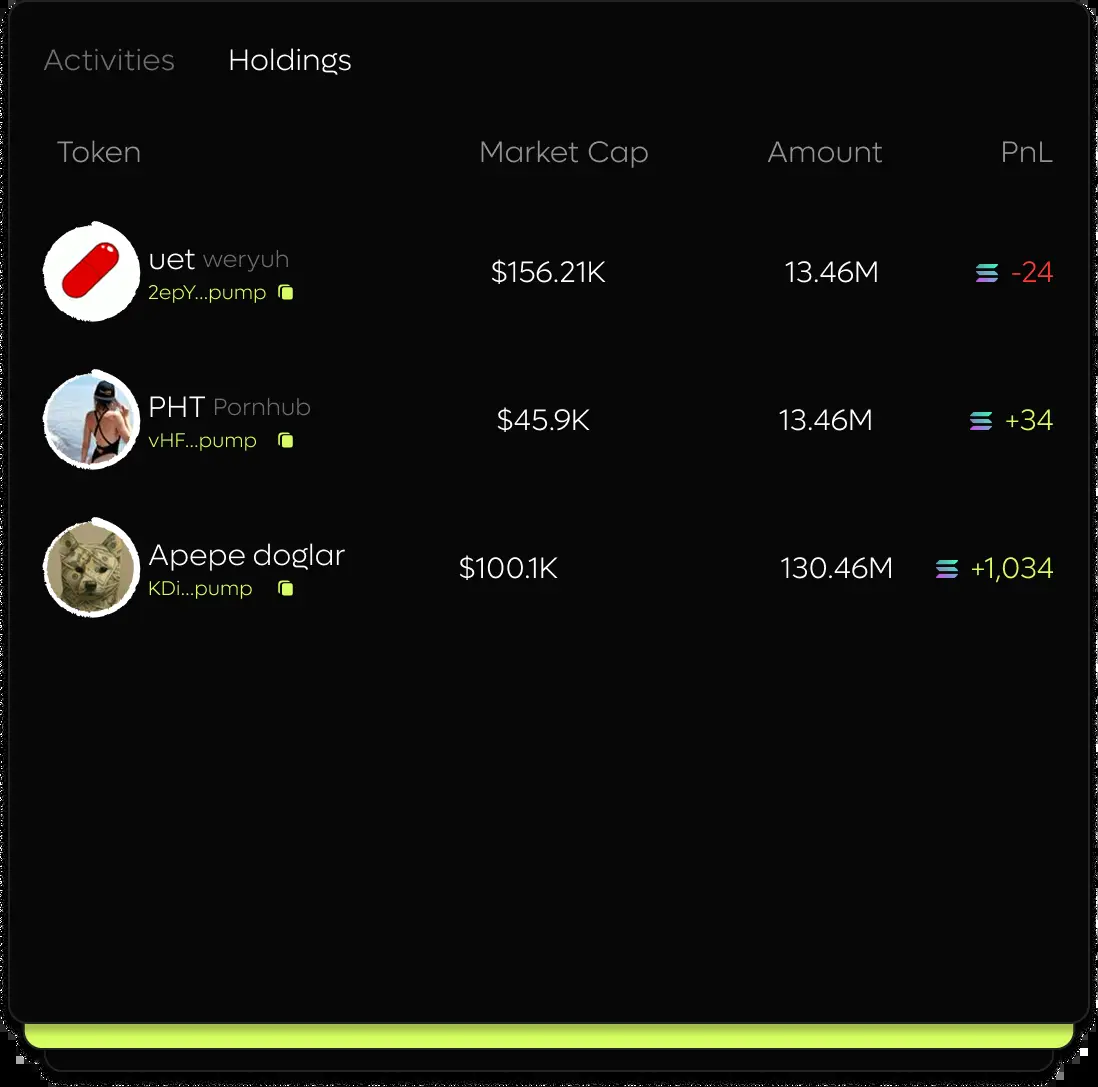 Activities Holdings
Token Market Cap Amount PnL
uet weryuh $156.21K 13.46M -24
2epY...pump
PHT Pornhub $45.9K 13.46M +34
vHF...pump
Apepe doglar $100.1K 130.46M +1,034
KDi...pump